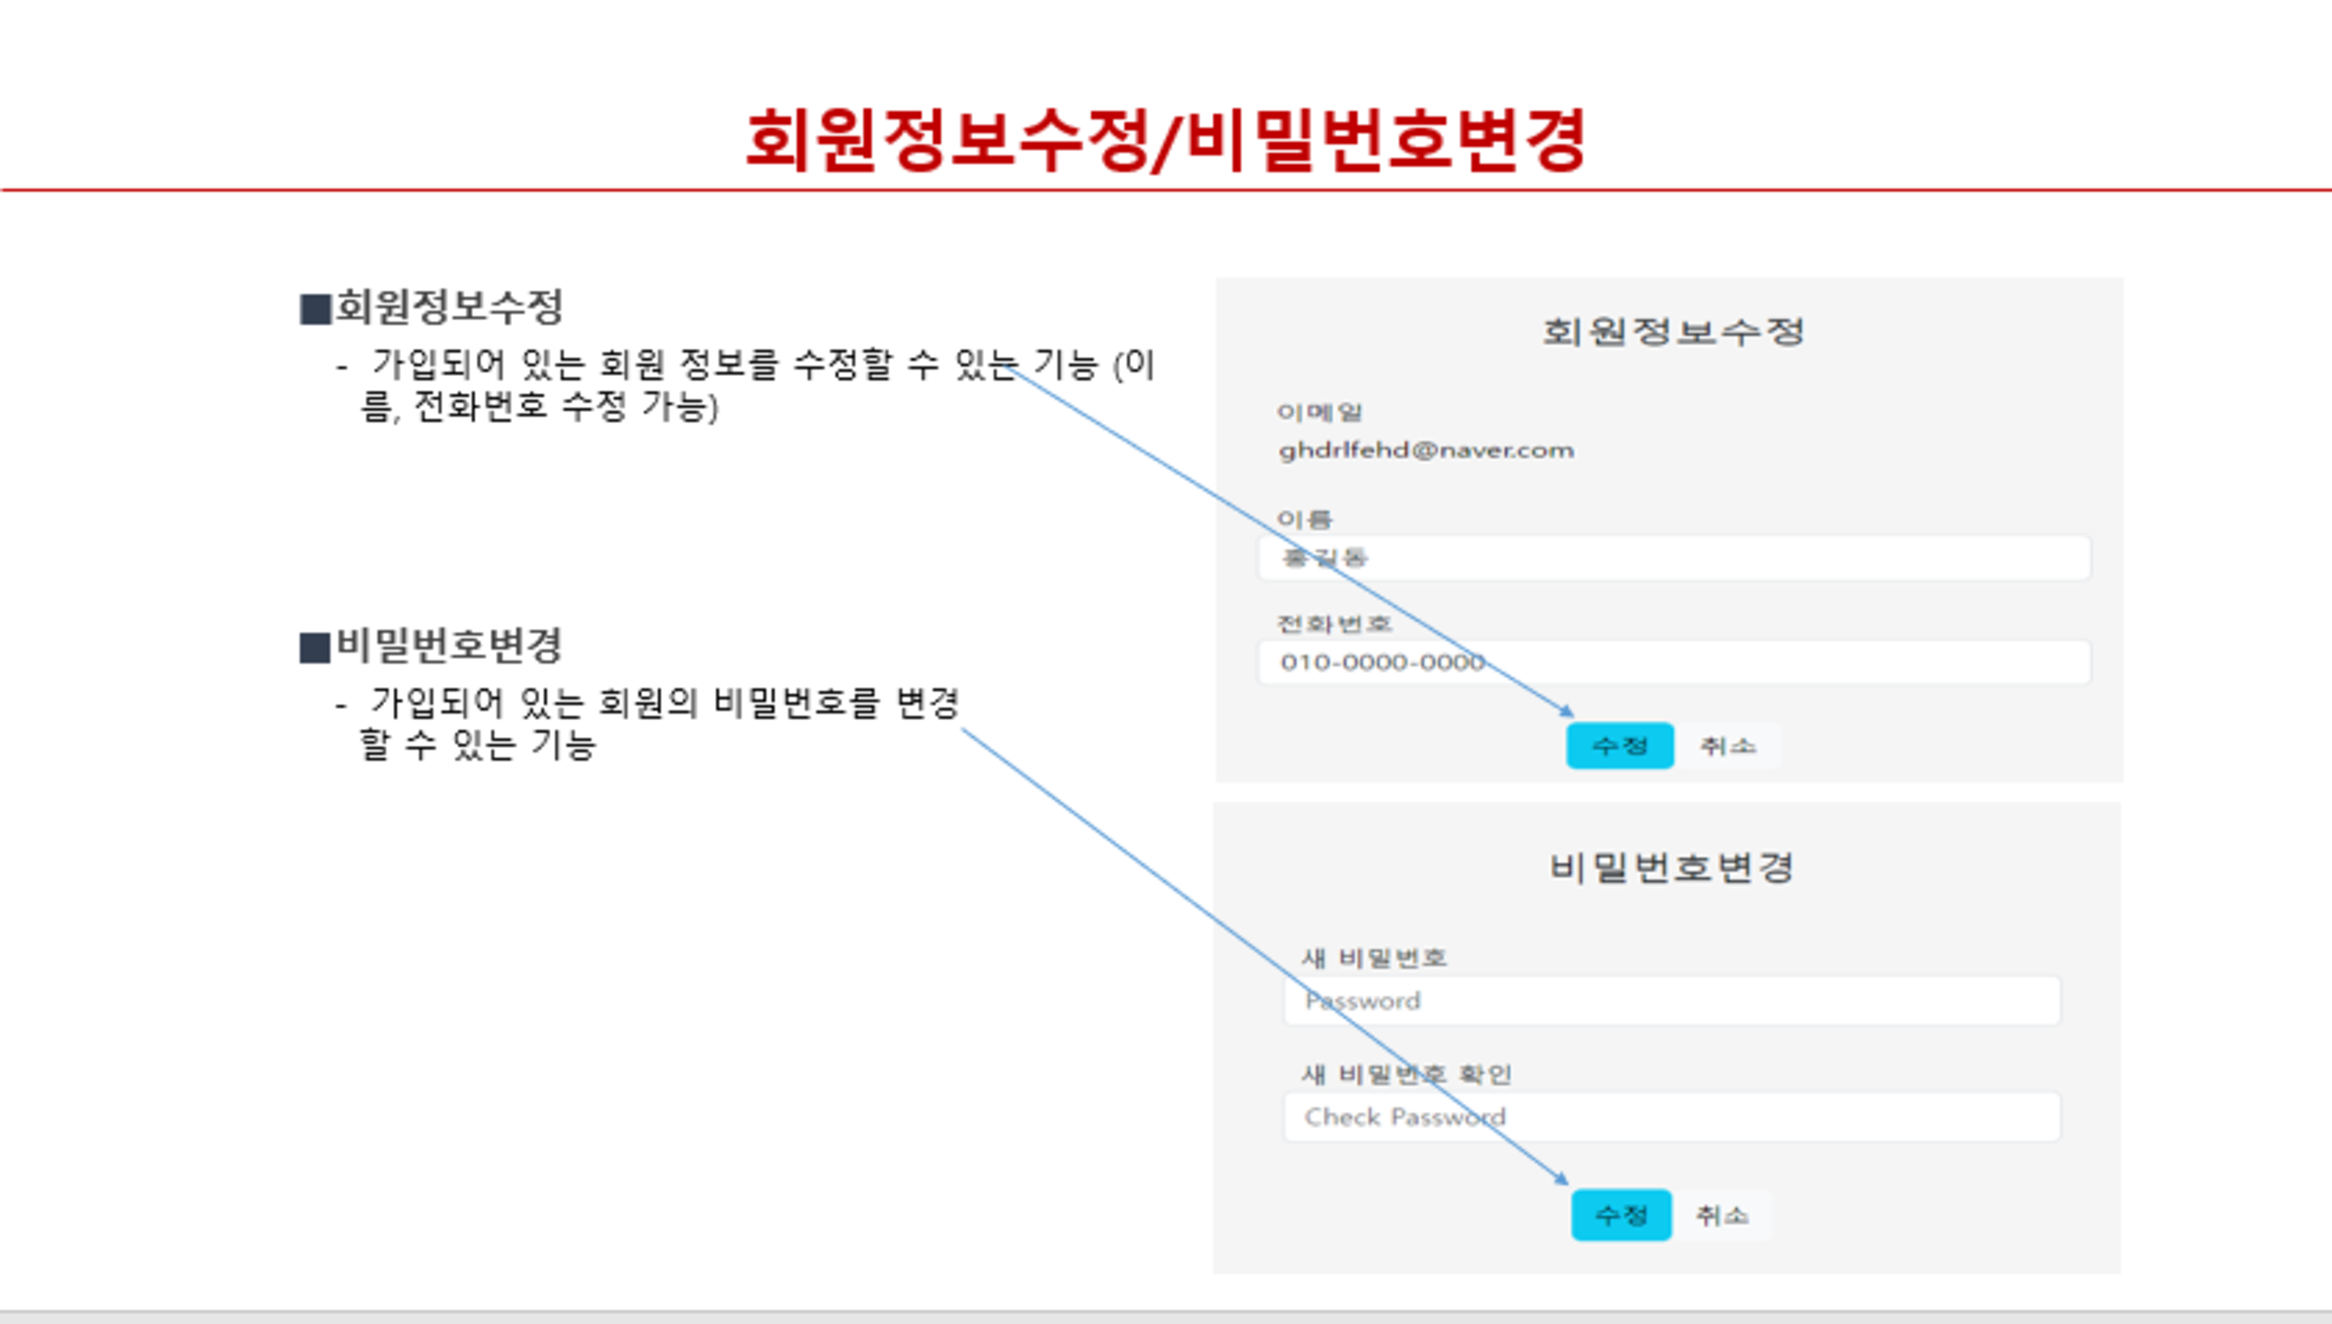 회원정보수정/비밀번호변경
■회원정보수정
- 가입되어 있는 회원 정보를 수정할 수 있는 기능 (이
름, 전화번호 수정 가능)
■비밀번호변경
- 가입되어 있는 회원의 비밀번호를 변경
할 수 있는 기능
회원정보수정
이메일
ghdrlfehd@naver.com
이름
홍길동
전화번호
010-0000-0000
수정 취소
비밀번호변경
새 비밀번호
Password
새 비밀번호 확인
Check Password
수정 취소